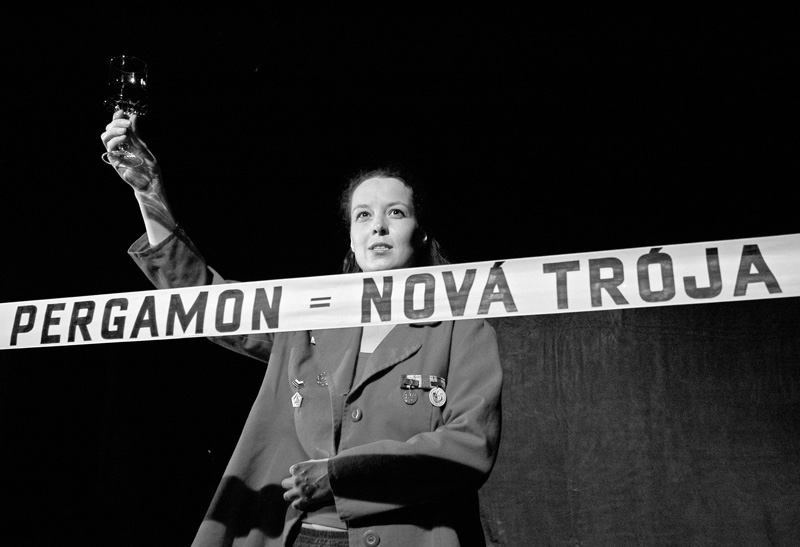 PERGAMON = NOVÁ TRÓJA